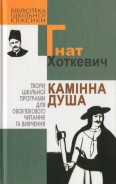 БІБЛІОТЕКА
ШКІЛЬНОЇ
КЛАСИКИ
Гнат
Хоткевич
КАМІННА
ДУША
ТВОРИ
ШКІЛЬНОЇ
ПРОГРАМИ
ДЛЯ
ОБОВ'ЯЗКОВОГО
ЧИТАННЯ
ТА ВИВЧЕННЯ